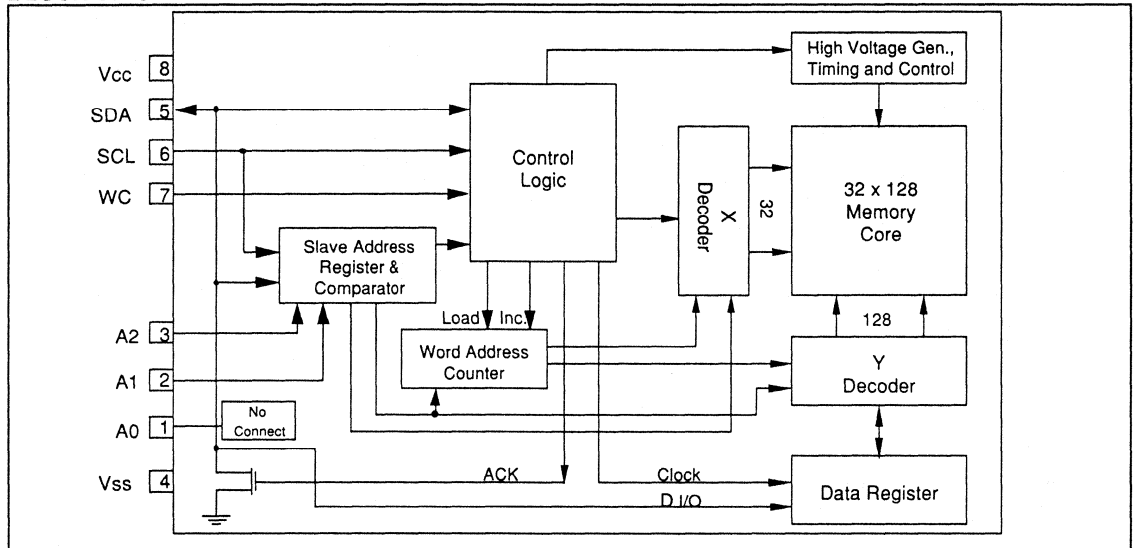 Vcc 8
SDA 5
SCL 6
WC 7
A2 3
A1 2
A0 1
Vss 4
No
Connect
Slave Address
Register &
Comparator
Control
Logic
Load Inc.
Word Address
Counter
ACK
Clock
D I/O
High Voltage Gen.,
Timing and Control
X
Decoder
32
32 x 128
Memory
Core
128
Y
Decoder
Data Register